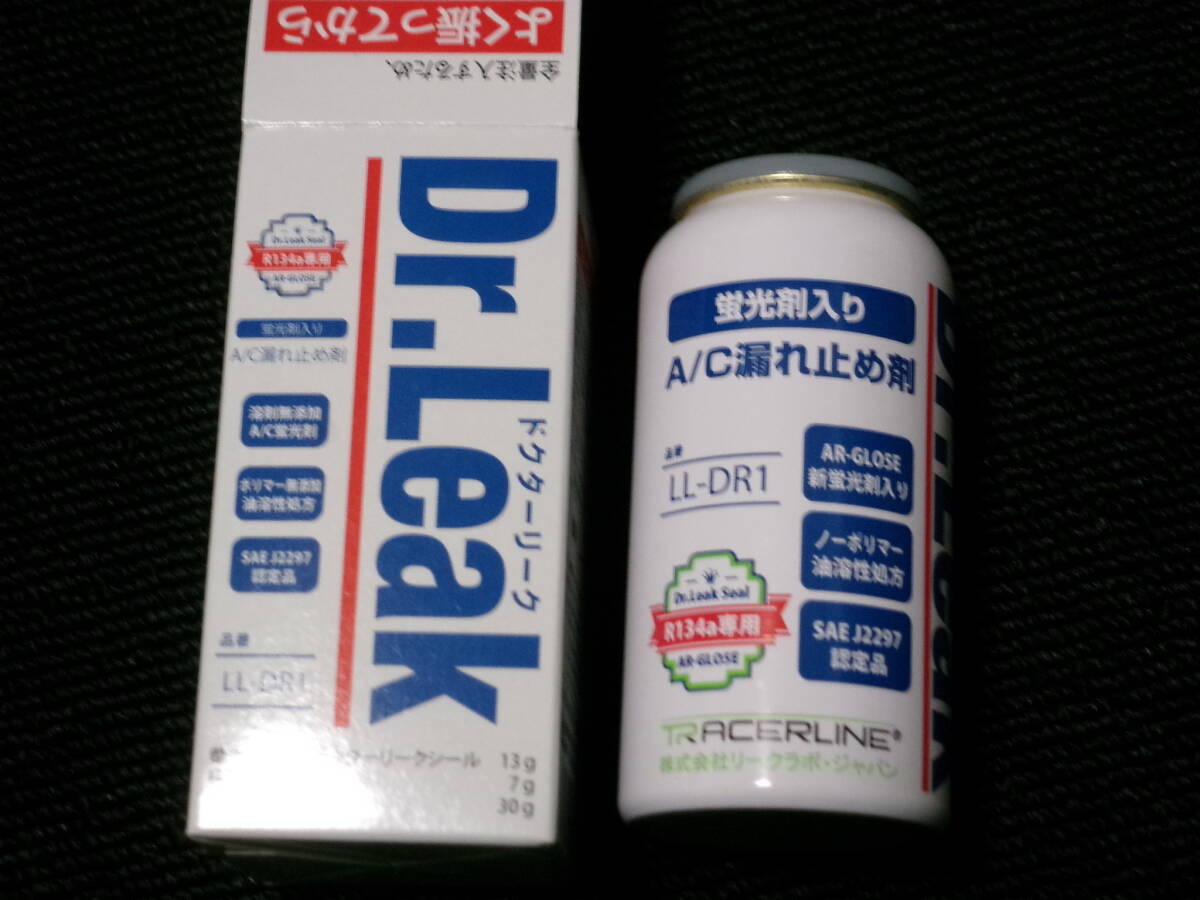 よく振ってから
全量注入するため、
Dr.Leak
ドクターリーク
Dr.Leak Seal
R134a専用
AR-GLOSE
蛍光剤入り
A/C漏れ止め剤
溶剤無添加
A/C蛍光剤
ポリマー無添加
油溶性処方
SAE J2297
認定品
品番
LL-DR1
ターリークシール 13g
7g
30g
蛍光剤入り
A/C漏れ止め剤
品番
LL-DR1
AR-GLOSE
新蛍光剤入り
ノーポリマー
油溶性処方
SAE J2297
認定品
Dr.Leak Seal
R134a専用
AR-GLOSE
TRACERLINE®
株式会社リークラボ・ジャパン
Dr.Leak